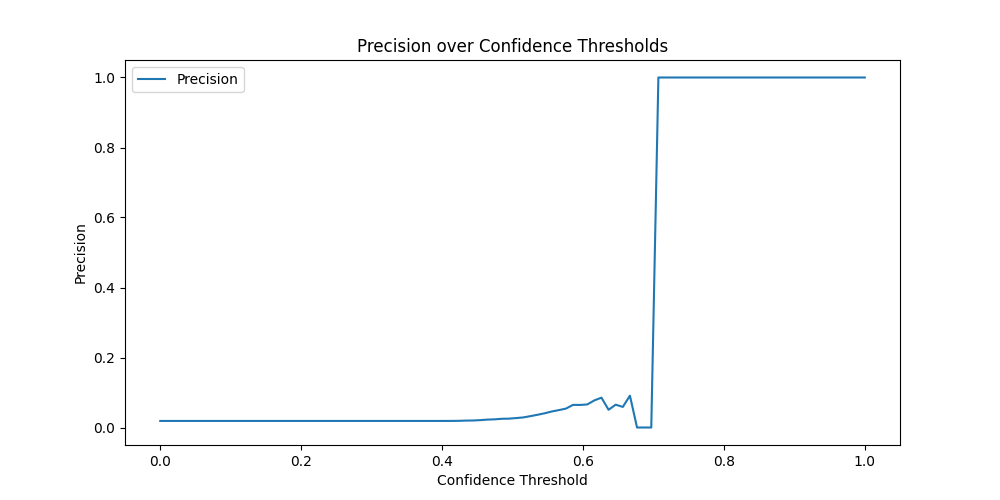 Precision over Confidence Thresholds
Precision
1.0
0.8
0.6
0.4
0.2
0.0
Precision
0.0 0.2 0.4 0.6 0.8 1.0
Confidence Threshold